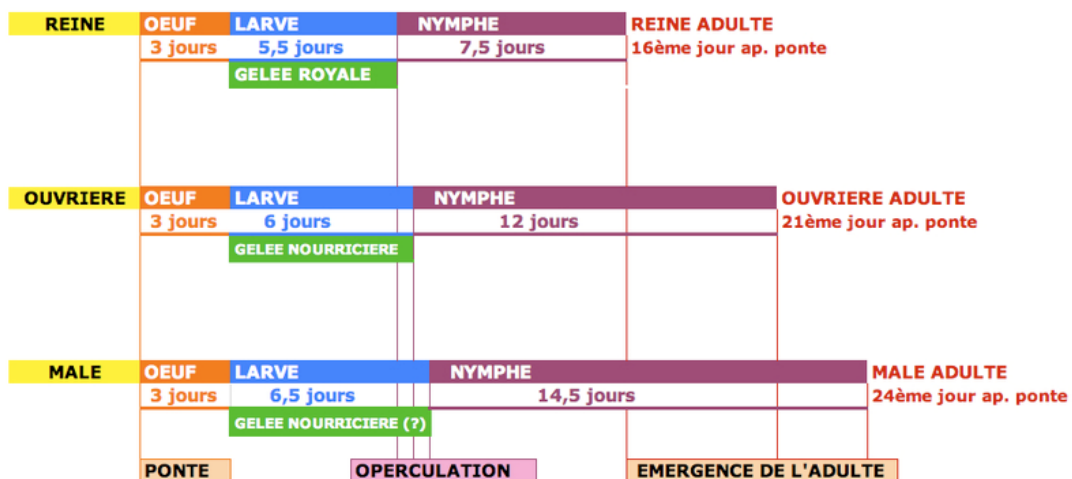 REINE OEUF LARVE NYMPHE REINE ADULTE
3 jours 5,5 jours 7,5 jours 16ème jour ap. ponte
GELEE ROYALE
OUVRIERE OEUF LARVE NYMPHE OUVRIERE ADULTE
3 jours 6 jours 12 jours 21ème jour ap. ponte
GELEE NOURRICIERE
MALE OEUF LARVE NYMPHE MALE ADULTE
3 jours 6,5 jours 14,5 jours 24ème jour ap. ponte
GELEE NOURRICIERE (?)
PONTE OPERCULATION EMERGENCE DE L'ADULTE